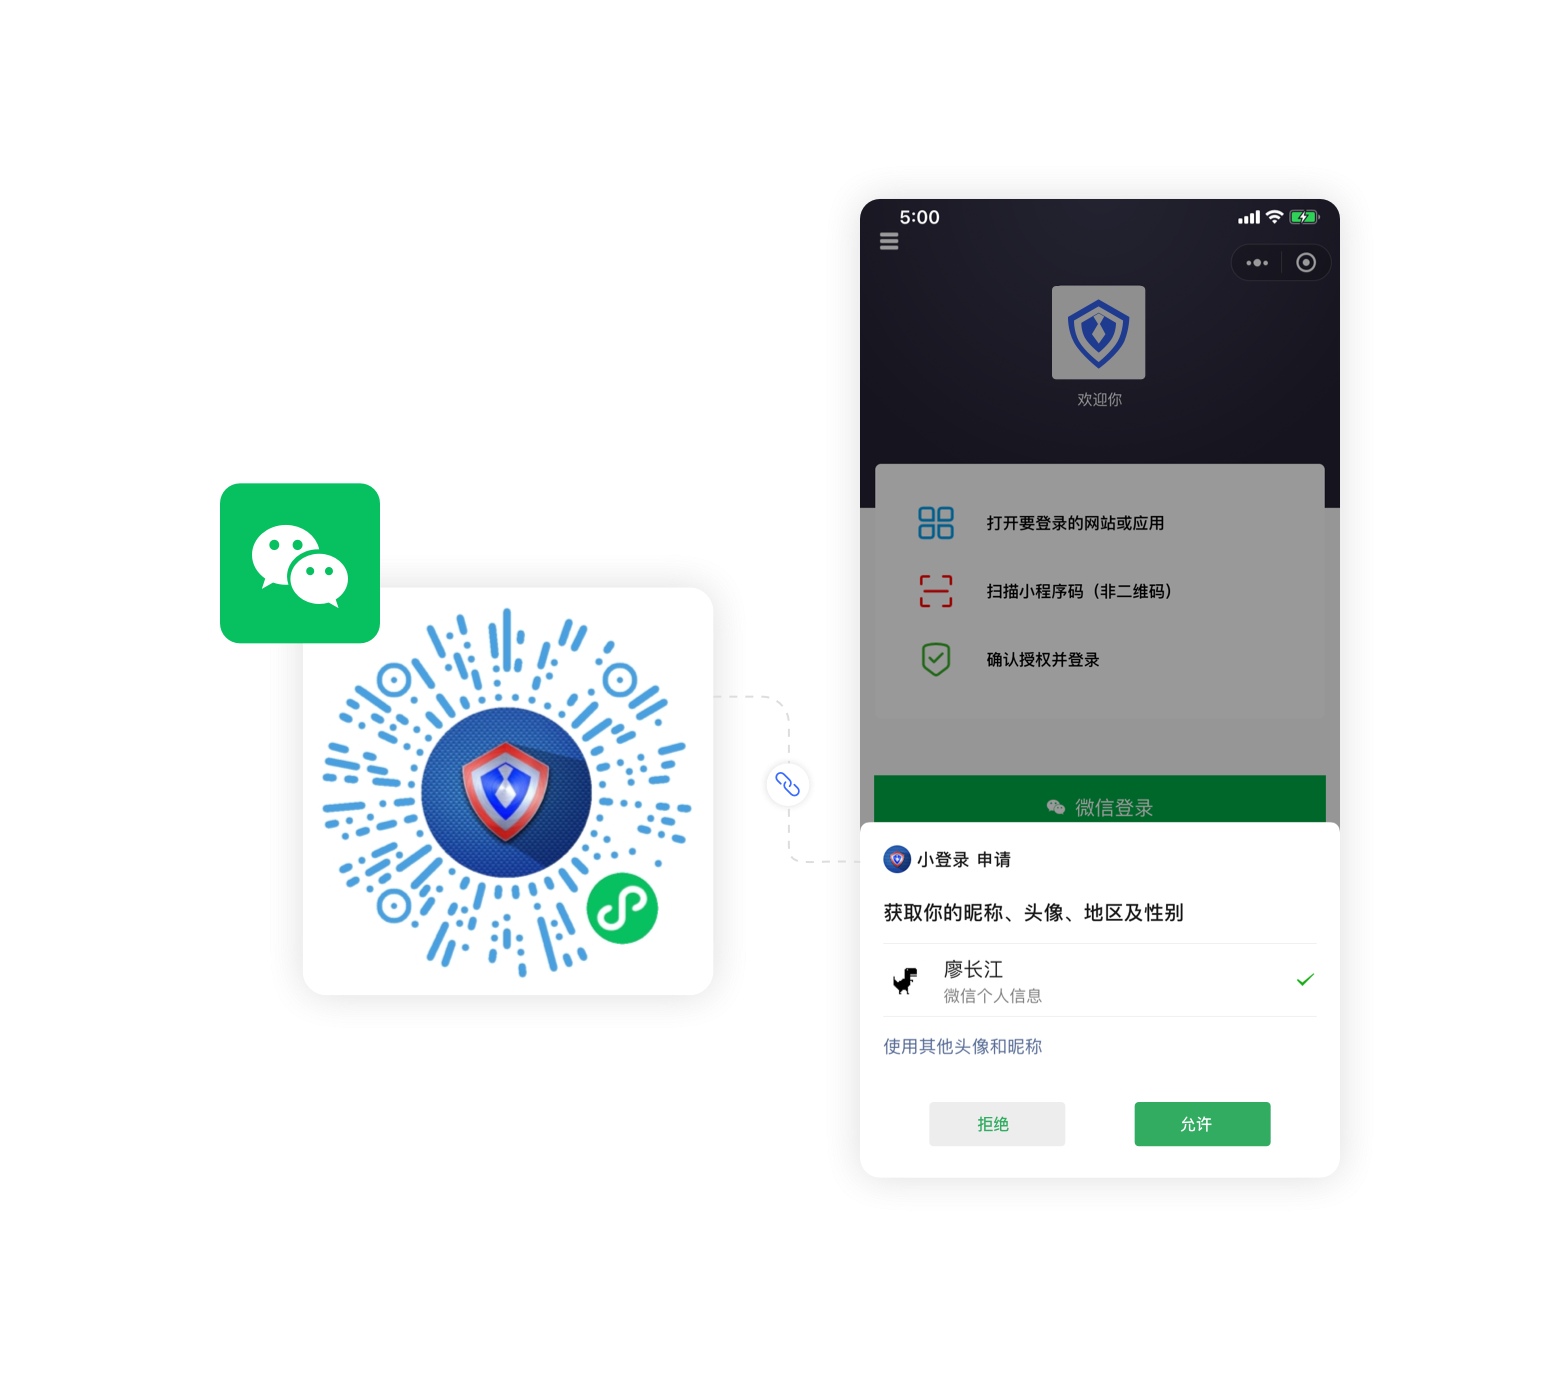 5:00
欢迎你
打开要登录的网站或应用
扫描小程序码（非二维码）
确认授权并登录
微信登录
小登录 申请
获取你的昵称、头像、地区及性别
廖长江
微信个人信息
使用其他头像和昵称
拒绝
允许